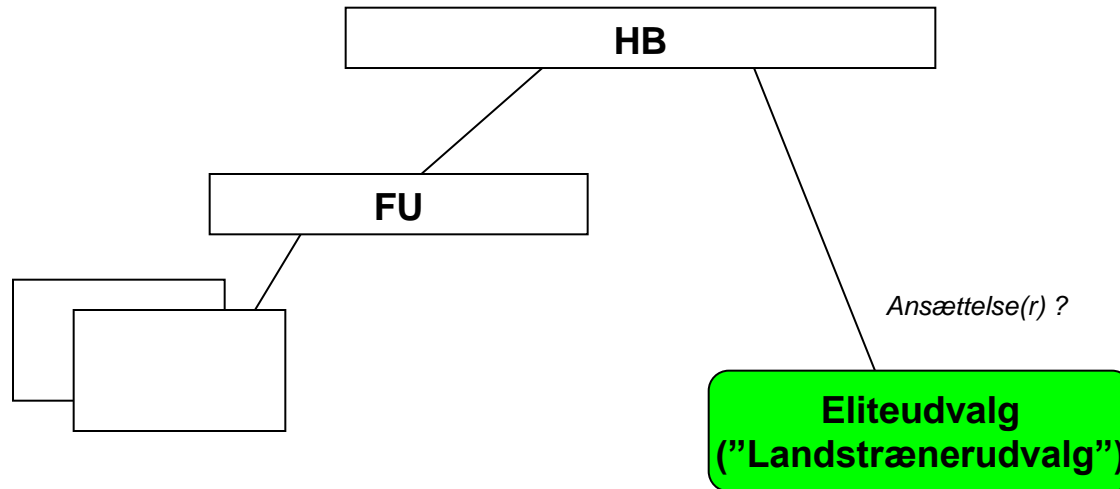 HB
FU
Ansættelse(r) ?
Eliteudvalg
(”Landstrænerudvalg”)